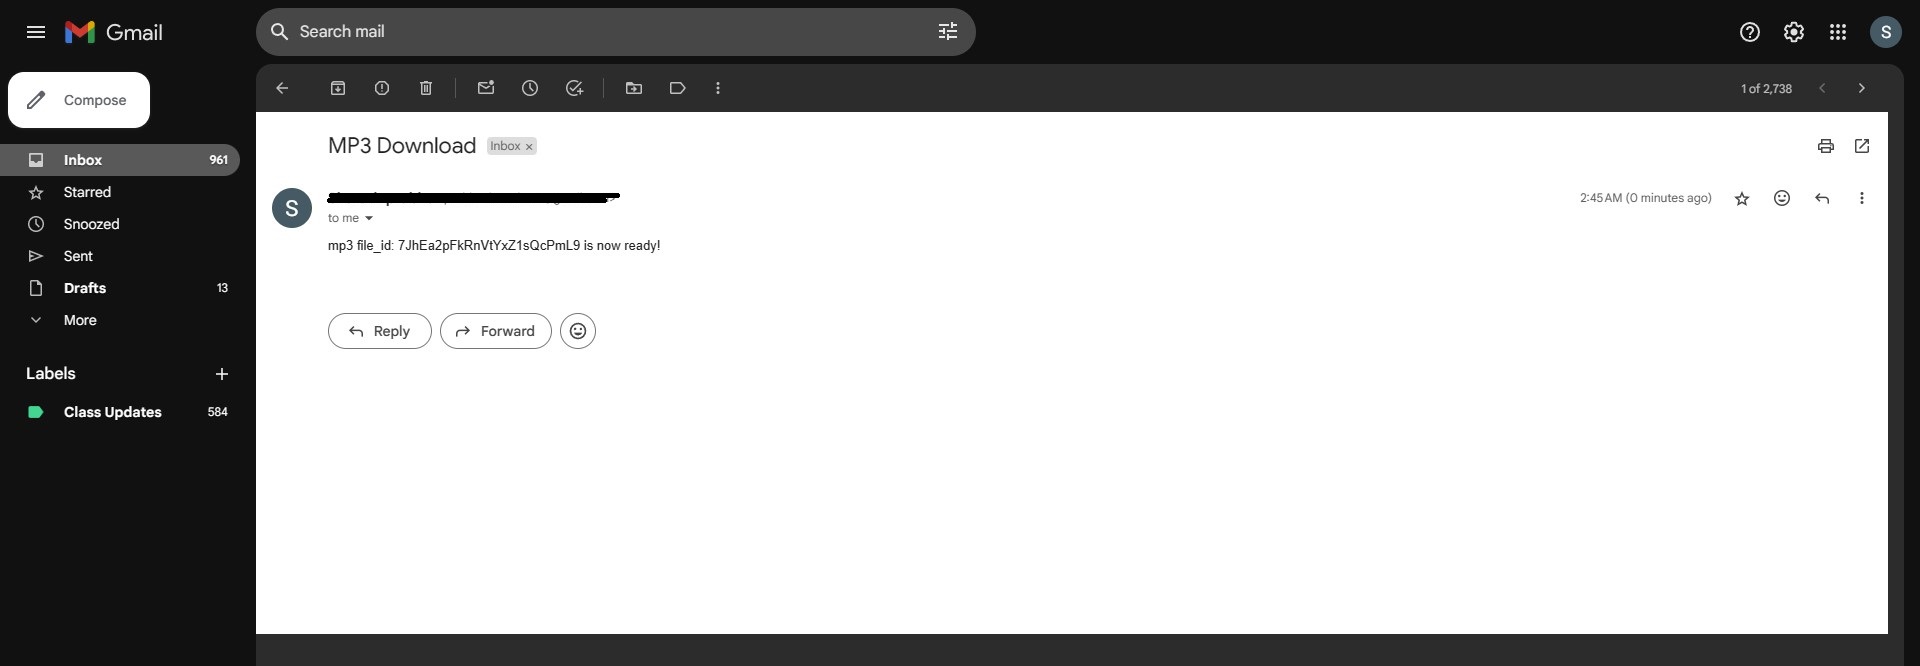 Gmail
Search mail
S
Compose
1 of 2,738
Inbox 961
Starred
Snoozed
Sent
Drafts 13
More
Labels
Class Updates 584
MP3 Download Inbox ×
S
2:45 AM (0 minutes ago)
to me
mp3 file_id: 7JhEa2pFkRnVtYxZ1sQcPmL9 is now ready!
Reply
Forward